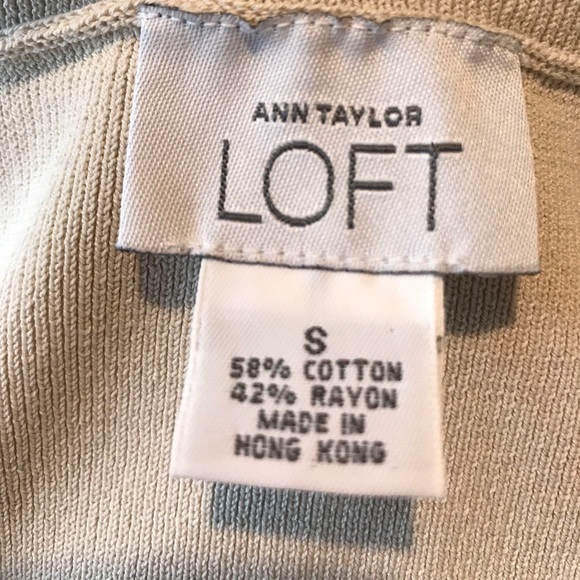 ANN TAYLOR
LOFT
S
58% COTTON
42% RAYON
MADE IN
HONG KONG